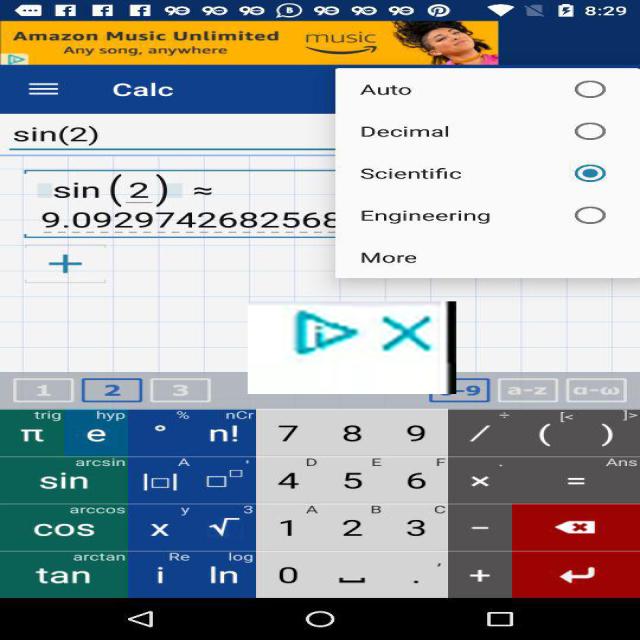 8:29
Amazon Music Unlimited
Any song, anywhere
music
Calc
Auto
Decimal
Scientific
Engineering
More
sin(2)
sin(2) ≈
9.0929742682568
+
1 2 3 -9 a-z α-ω
trig hyp % nCr ÷ [< ]>
π e ° n! 7 8 9 / ( )
arcsin A ' D E F . Ans
sin |□| □□ 4 5 6 × =
arccos y 3 A B C
cos x √ 1 2 3 −
arctan Re log '
tan i ln 0 ⌴ . +